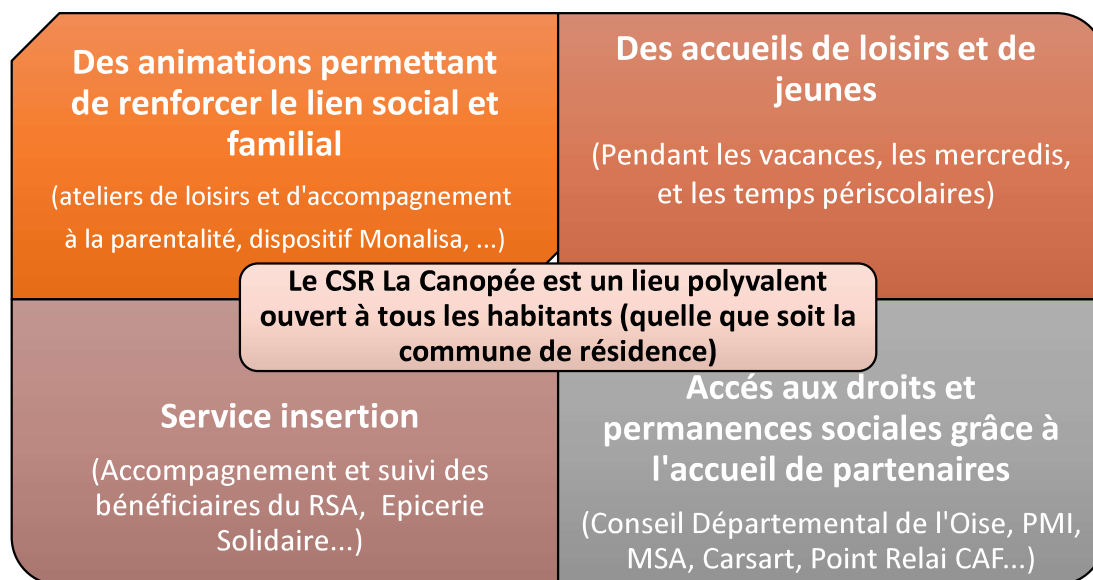 Des animations permettant
de renforcer le lien social et
familial
(ateliers de loisirs et d'accompagnement
à la parentalité, dispositif Monalisa, ...)
Des accueils de loisirs et de
jeunes
(Pendant les vacances, les mercredis,
et les temps périscolaires)
Le CSR La Canopée est un lieu polyvalent
ouvert à tous les habitants (quelle que soit la
commune de résidence)
Service insertion
(Accompagnement et suivi des
bénéficiaires du RSA,  Epicerie
Solidaire...)
Accés aux droits et
permanences sociales grâce à
l'accueil de partenaires
(Conseil Départemental de l'Oise, PMI,
MSA, Carsart, Point Relai CAF...)